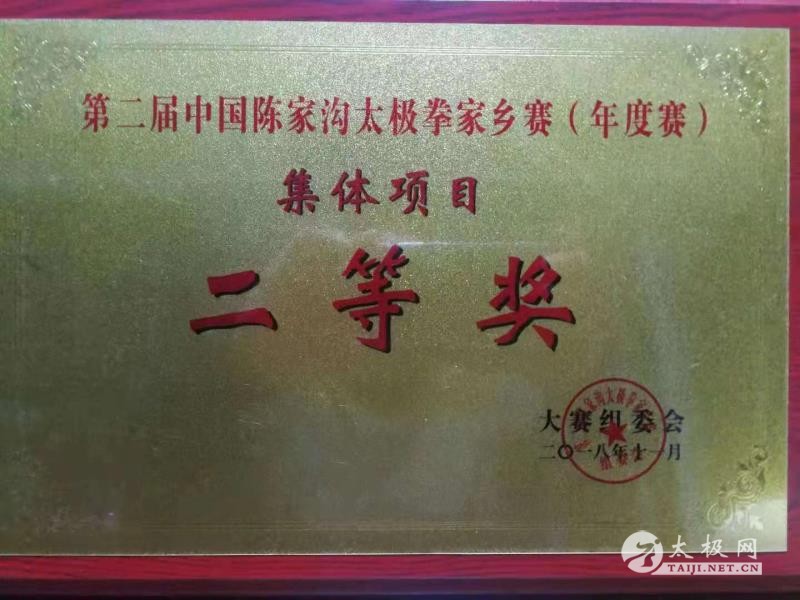 第二届中国陈家沟太极拳家乡赛（年度赛）
集体项目
二等奖
大赛组委会
二〇一八年十一月
太极网
TAIJI.NET.CN